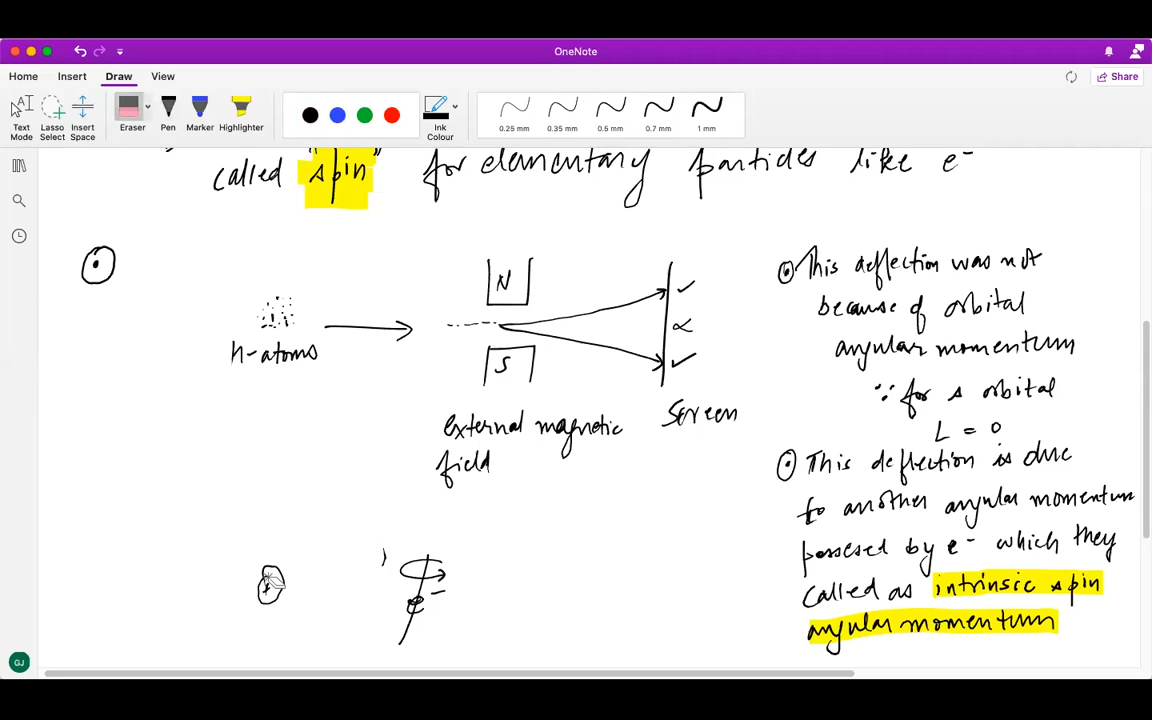 OneNote
Home Insert Draw View
Share
Text Mode
Lasso Select
Insert Space
Eraser
Pen
Marker
Highlighter
Ink Colour
0.25 mm
0.35 mm
0.5 mm
0.7 mm
1 mm
called "spin" for elementary particles like e-
N
h-atoms
S
external magnetic
field
Screen
This deflection was not
because of orbital
angular momentum
∵ for s orbital
L = 0
This deflection is due
to another angular momentum
possesed by e- which they
called as intrinsic spin
angular momentum
e-
GJ